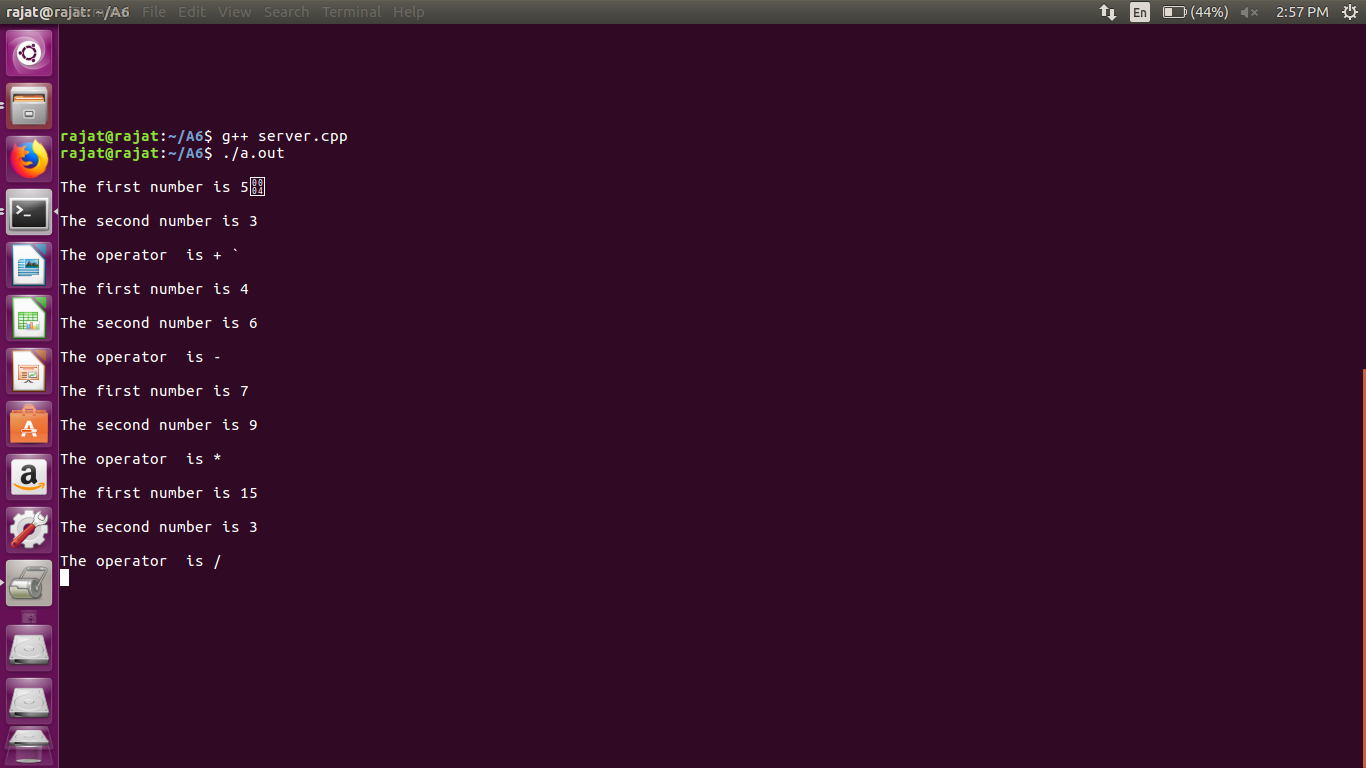 rajat@rajat: ~/A6 File Edit View Search Terminal Help En (44%) 2:57 PM
rajat@rajat:~/A6$ g++ server.cpp
rajat@rajat:~/A6$ ./a.out
The first number is 5
The second number is 3
The operator  is + `
The first number is 4
The second number is 6
The operator  is -
The first number is 7
The second number is 9
The operator  is *
The first number is 15
The second number is 3
The operator  is /